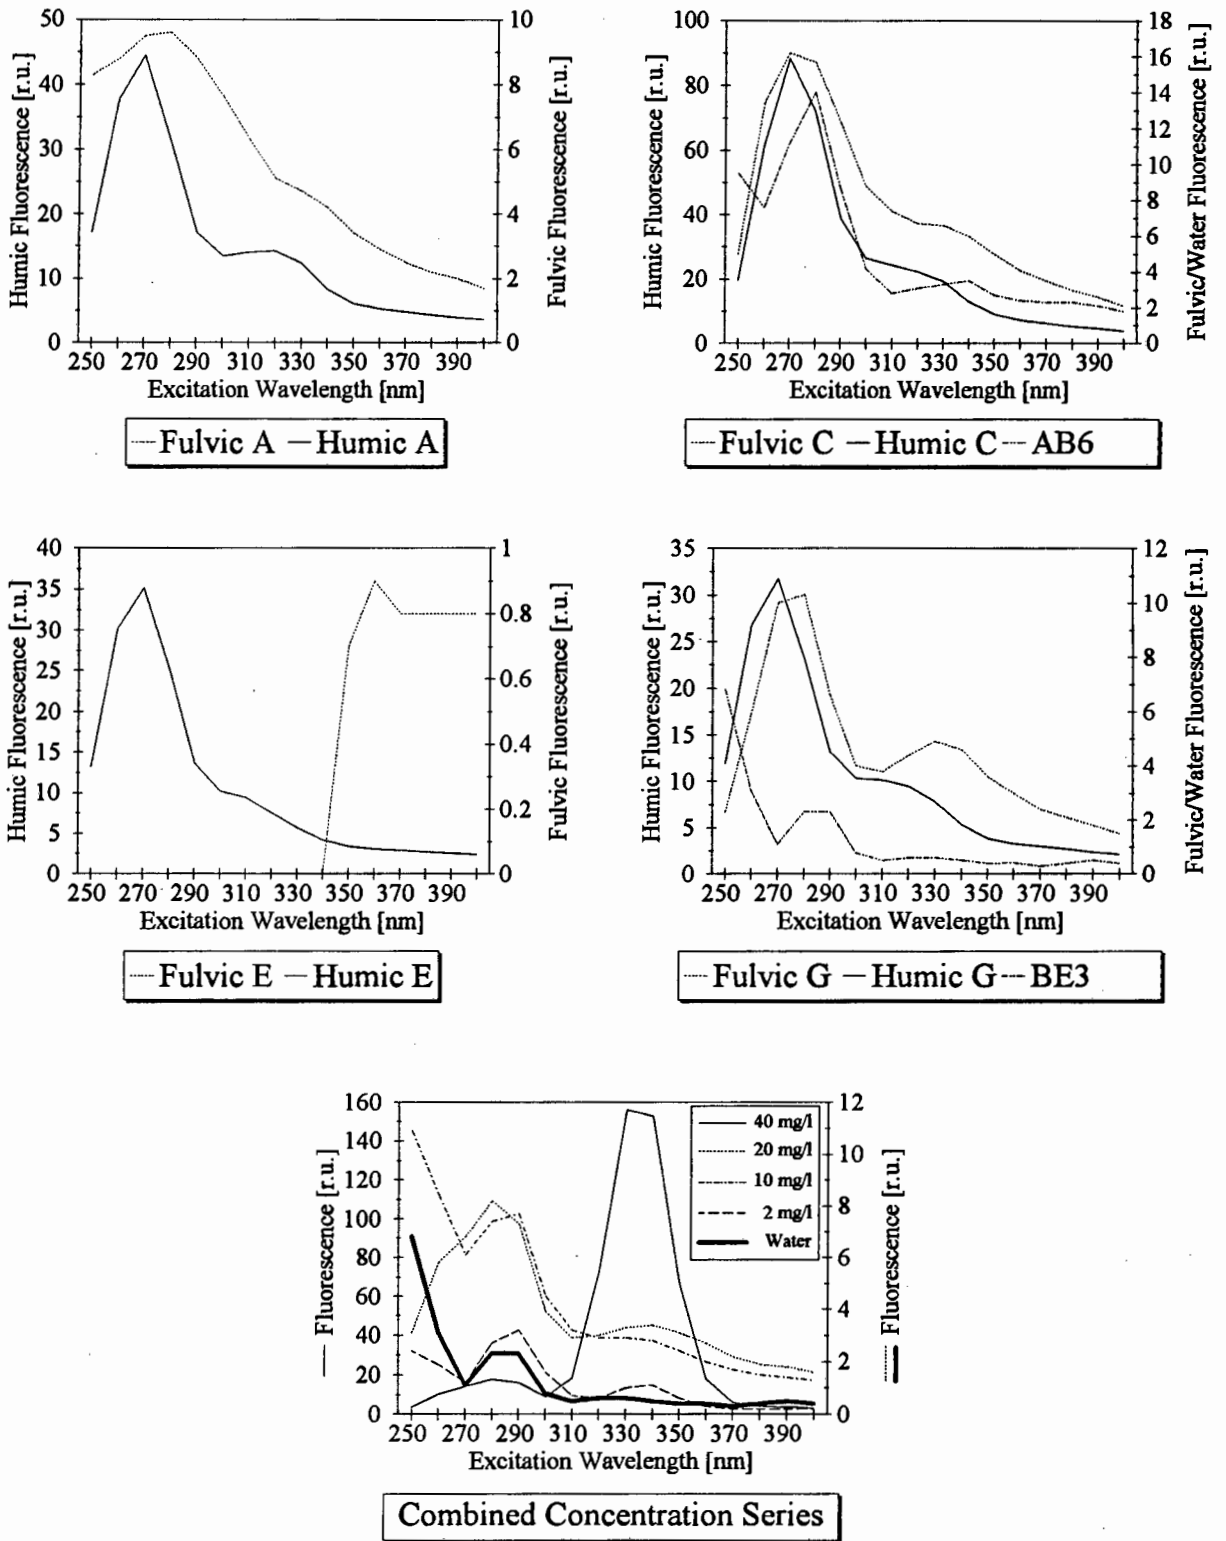 50
40
30
20
10
0
10
8
6
4
2
0
Humic Fluorescence [r.u.]
Fulvic Fluorescence [r.u.]
250 270 290 310 330 350 370 390
Excitation Wavelength [nm]
Fulvic A Humic A
100
80
60
40
20
0
18
16
14
12
10
8
6
4
2
0
Humic Fluorescence [r.u.]
Fulvic/Water Fluorescence [r.u.]
250 270 290 310 330 350 370 390
Excitation Wavelength [nm]
Fulvic C Humic C AB6
40
35
30
25
20
15
10
5
0
1
0.8
0.6
0.4
0.2
0
Humic Fluorescence [r.u.]
Fulvic Fluorescence [r.u.]
250 270 290 310 330 350 370 390
Excitation Wavelength [nm]
Fulvic E Humic E
35
30
25
20
15
10
5
0
12
10
8
6
4
2
0
Humic Fluorescence [r.u.]
Fulvic/Water Fluorescence [r.u.]
250 270 290 310 330 350 370 390
Excitation Wavelength [nm]
Fulvic G Humic G BE3
160
140
120
100
80
60
40
20
0
12
10
8
6
4
2
0
Fluorescence [r.u.]
Fluorescence [r.u.]
40 mg/l
20 mg/l
10 mg/l
2 mg/l
Water
250 270 290 310 330 350 370 390
Excitation Wavelength [nm]
Combined Concentration Series